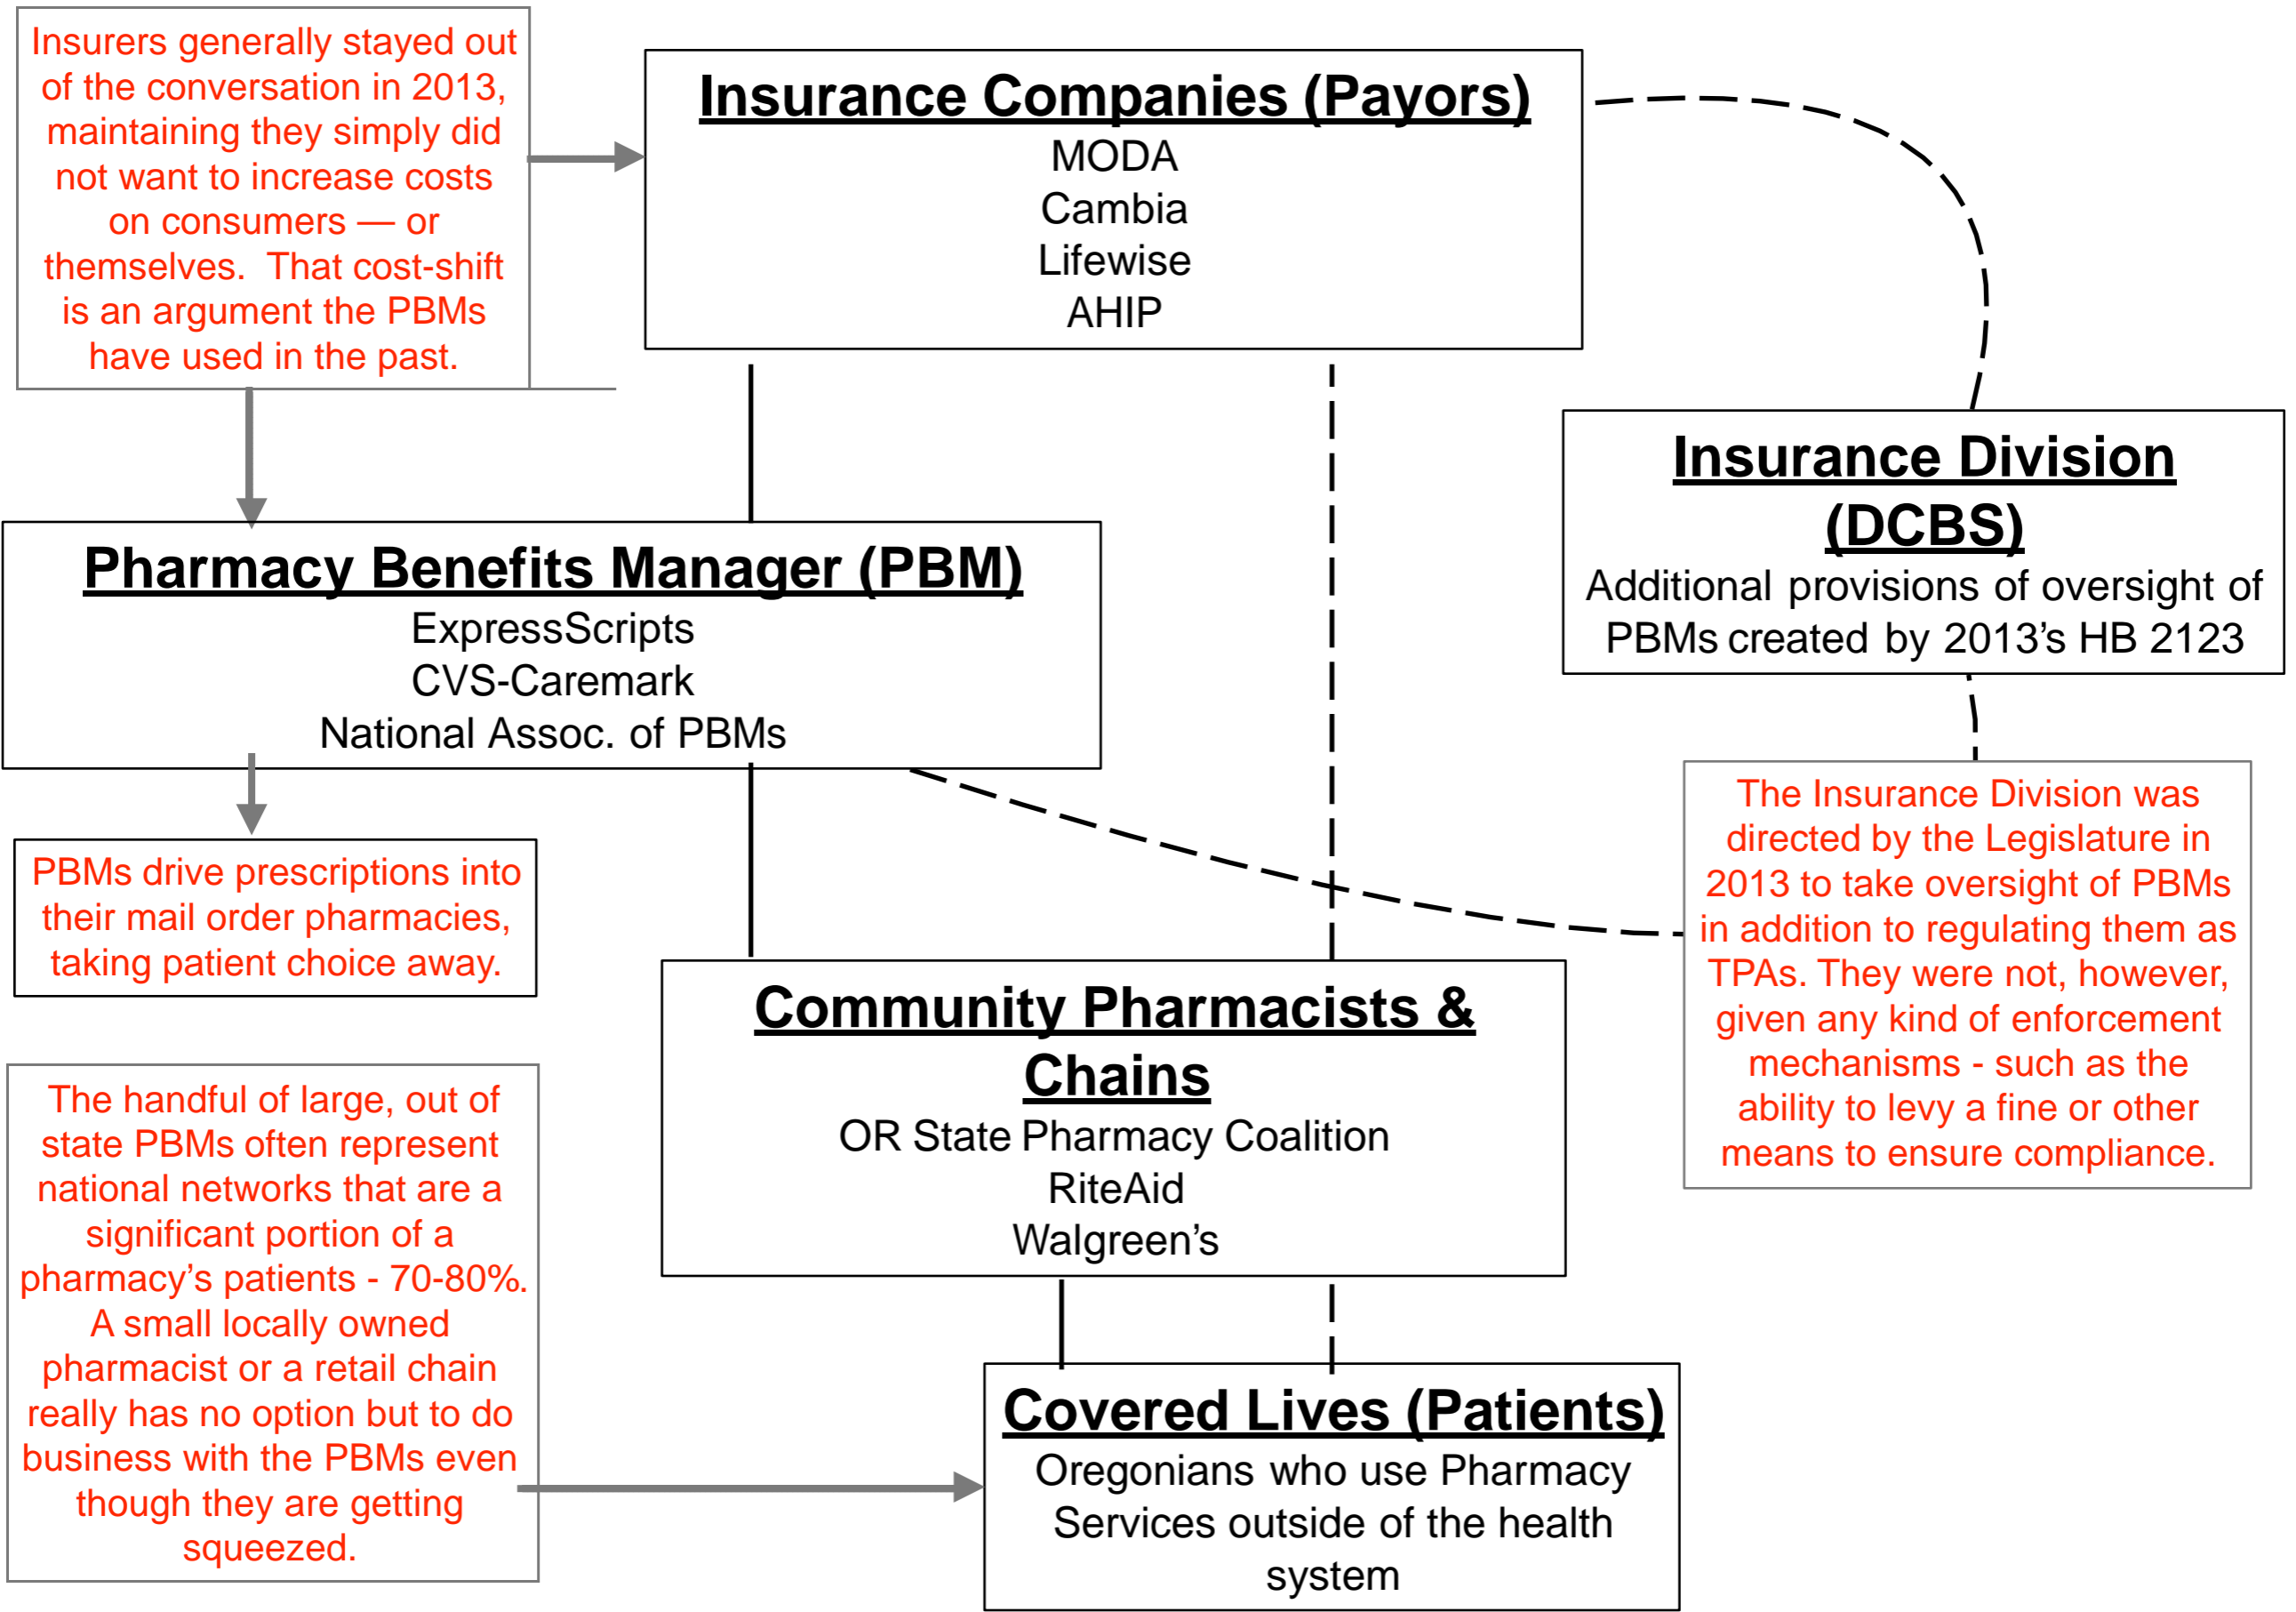 Insurers generally stayed out
of the conversation in 2013,
maintaining they simply did
not want to increase costs
on consumers — or
themselves.  That cost-shift
is an argument the PBMs
have used in the past.
Insurance Companies (Payors)
MODA
Cambia
Lifewise
AHIP
Insurance Division
(DCBS)
Additional provisions of oversight of
PBMs created by 2013’s HB 2123
Pharmacy Benefits Manager (PBM)
ExpressScripts
CVS-Caremark
National Assoc. of PBMs
PBMs drive prescriptions into
their mail order pharmacies,
taking patient choice away.
The Insurance Division was
directed by the Legislature in
2013 to take oversight of PBMs
in addition to regulating them as
TPAs. They were not, however,
given any kind of enforcement
mechanisms - such as the
ability to levy a fine or other
means to ensure compliance.
Community Pharmacists &
Chains
OR State Pharmacy Coalition
RiteAid
Walgreen’s
The handful of large, out of
state PBMs often represent
national networks that are a
significant portion of a
pharmacy’s patients - 70-80%.
A small locally owned
pharmacist or a retail chain
really has no option but to do
business with the PBMs even
though they are getting
squeezed.
Covered Lives (Patients)
Oregonians who use Pharmacy
Services outside of the health
system